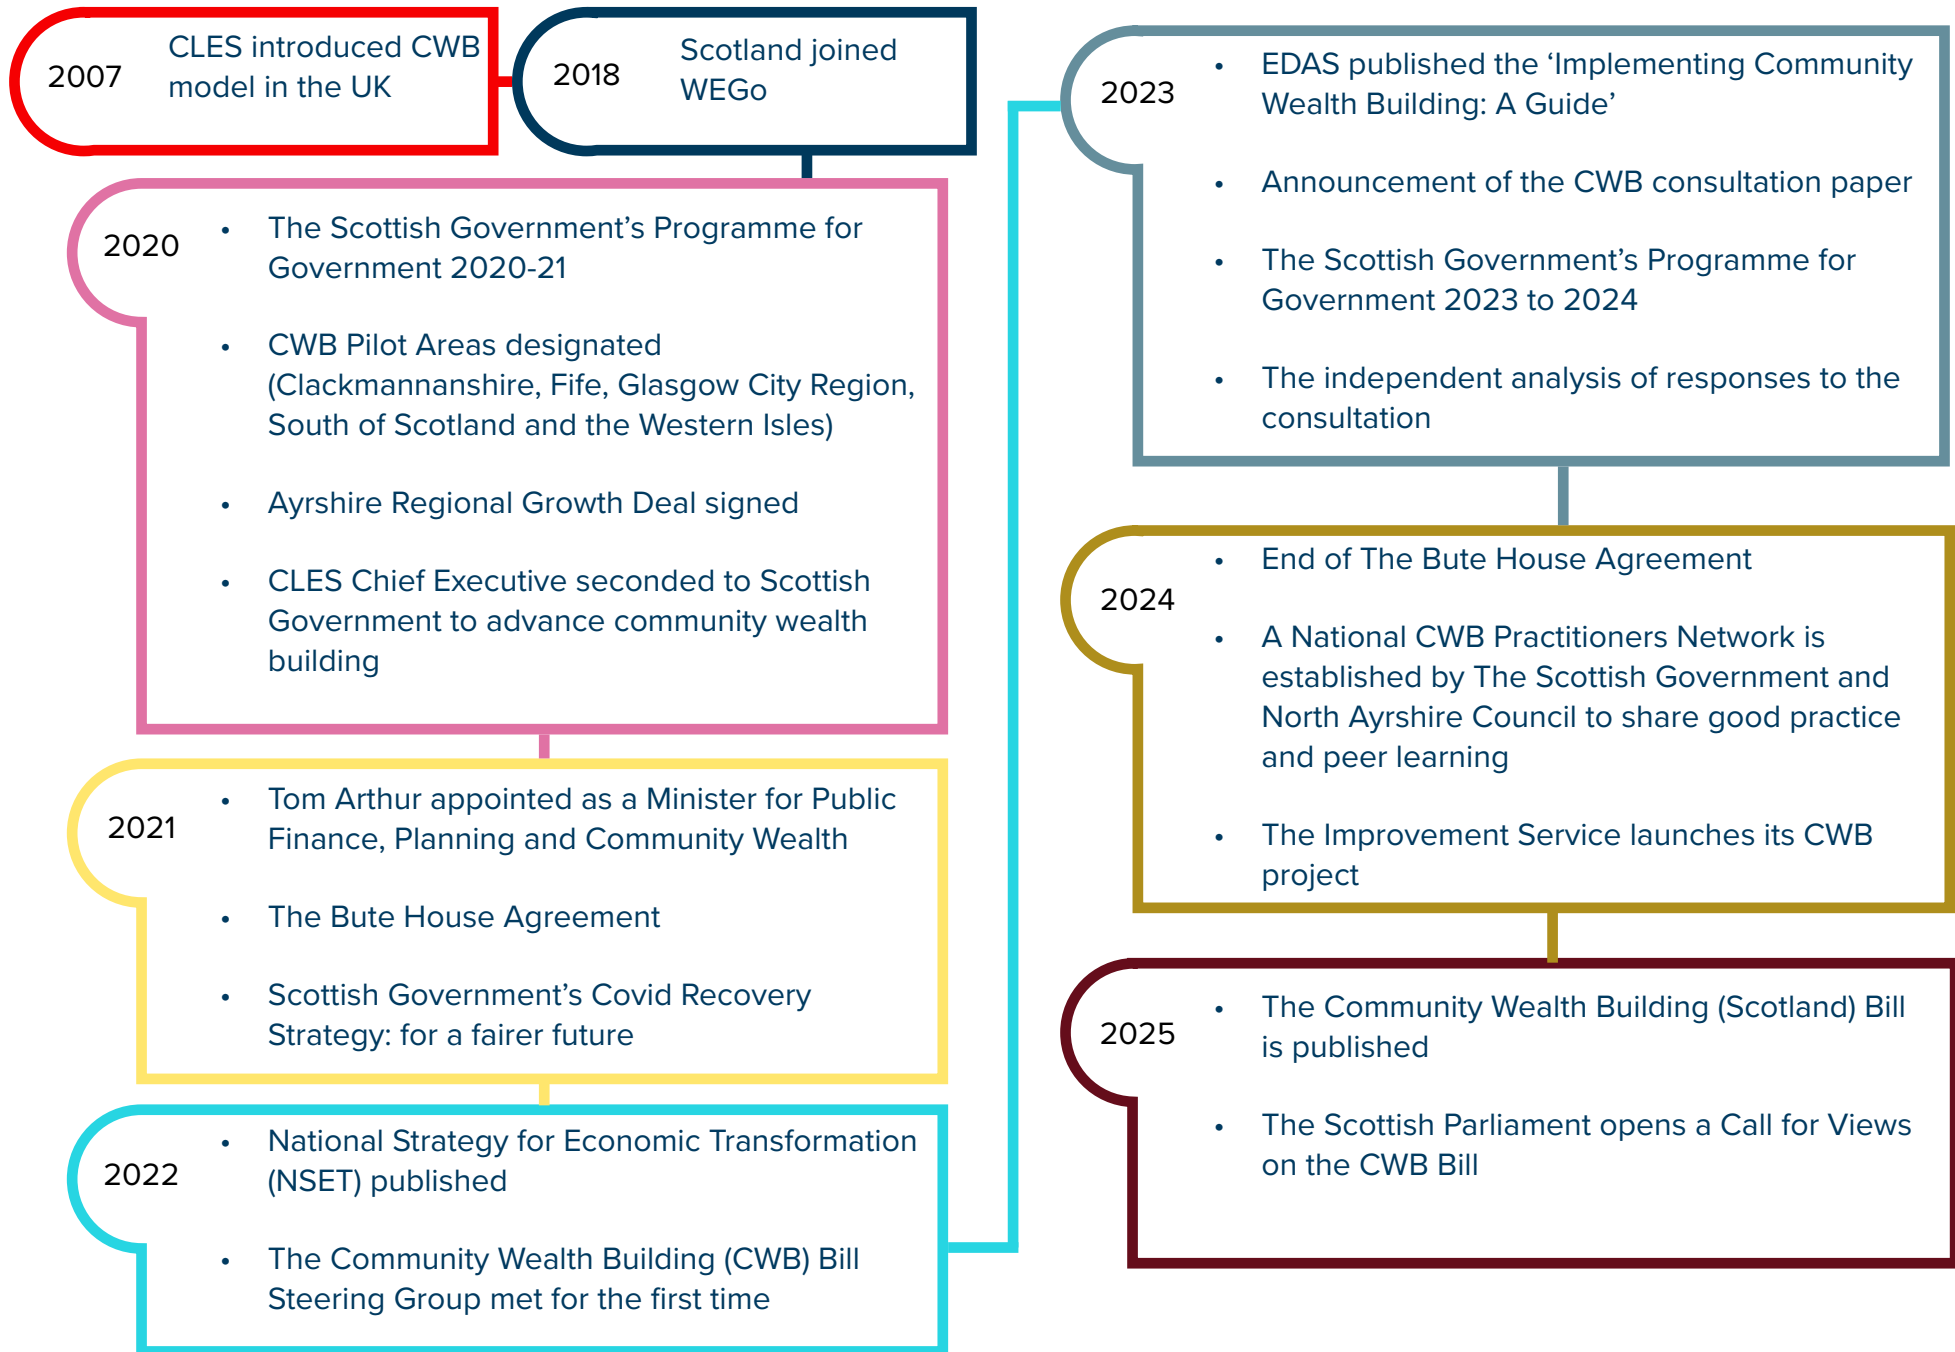 2007
CLES introduced CWB
model in the UK
2018
Scotland joined
WEGo
2020
• The Scottish Government’s Programme for
Government 2020-21
• CWB Pilot Areas designated
(Clackmannanshire, Fife, Glasgow City Region,
South of Scotland and the Western Isles)
• Ayrshire Regional Growth Deal signed
• CLES Chief Executive seconded to Scottish
Government to advance community wealth
building
2021
• Tom Arthur appointed as a Minister for Public
Finance, Planning and Community Wealth
• The Bute House Agreement
• Scottish Government’s Covid Recovery
Strategy: for a fairer future
2022
• National Strategy for Economic Transformation
(NSET) published
• The Community Wealth Building (CWB) Bill
Steering Group met for the first time
2023
• EDAS published the ‘Implementing Community
Wealth Building: A Guide’
• Announcement of the CWB consultation paper
• The Scottish Government’s Programme for
Government 2023 to 2024
• The independent analysis of responses to the
consultation
2024
• End of The Bute House Agreement
• A National CWB Practitioners Network is
established by The Scottish Government and
North Ayrshire Council to share good practice
and peer learning
• The Improvement Service launches its CWB
project
2025
• The Community Wealth Building (Scotland) Bill
is published
• The Scottish Parliament opens a Call for Views
on the CWB Bill